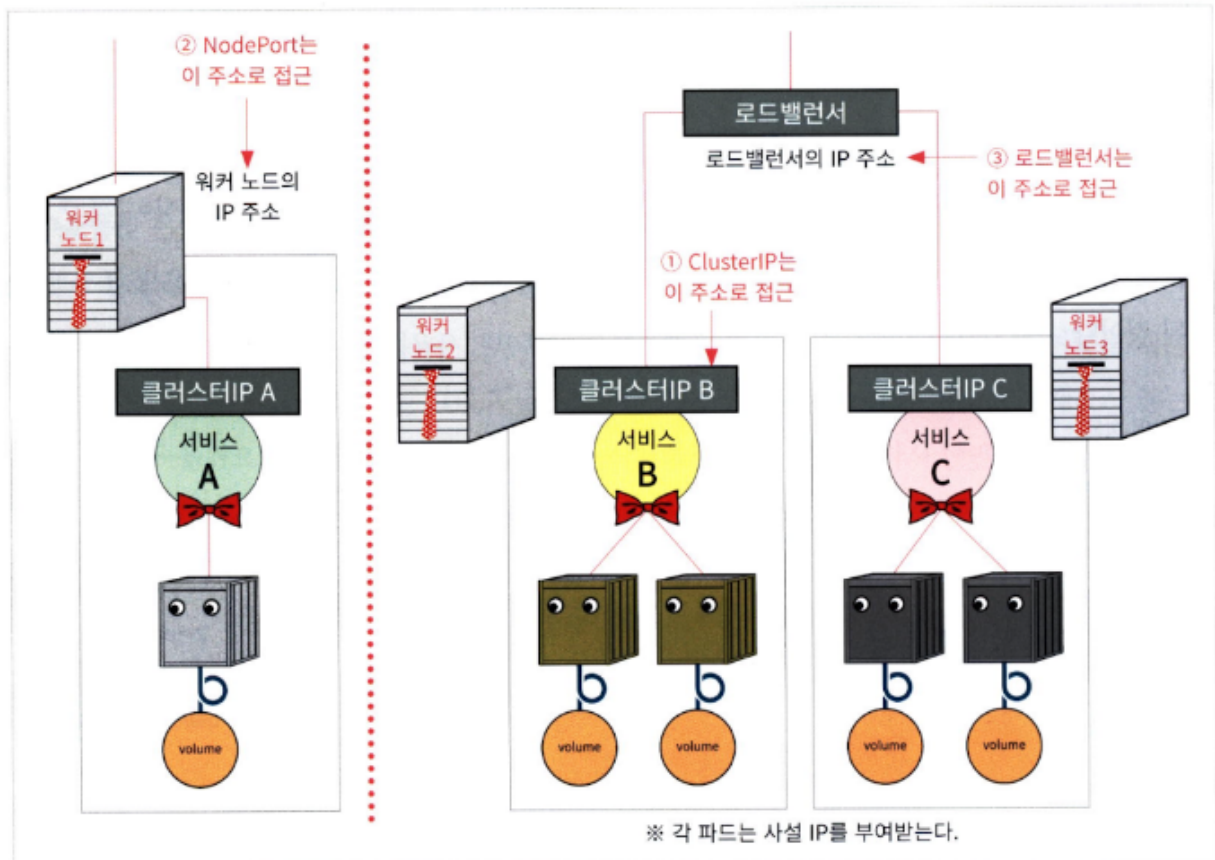 ② NodePort는
이 주소로 접근
워커 노드의
IP 주소
워커
노드1
클러스터IP A
서비스
A
volume
로드밸런서
로드밸런서의 IP 주소
③ 로드밸런서는
이 주소로 접근
① ClusterIP는
이 주소로 접근
워커
노드2
클러스터IP B
서비스
B
volume
volume
워커
노드3
클러스터IP C
서비스
C
volume
volume
※ 각 파드는 사설 IP를 부여받는다.